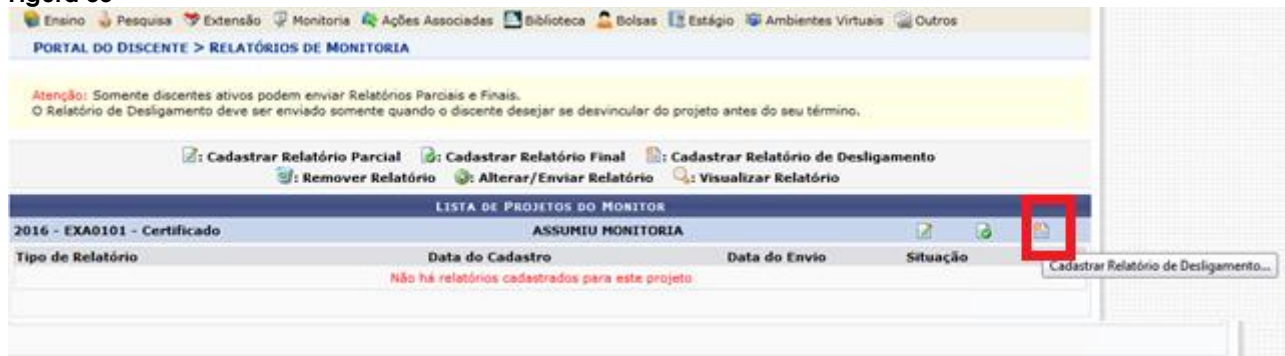 Ensino Pesquisa Extensão Monitoria Ações Associadas Biblioteca Bolsas Estágio Ambientes Virtuais Outros
PORTAL DO DISCENTE > RELATÓRIOS DE MONITORIA
Atenção: Somente discentes ativos podem enviar Relatórios Parciais e Finais.
O Relatório de Desligamento deve ser enviado somente quando o discente desejar se desvincular do projeto antes do seu término.
: Cadastrar Relatório Parcial : Cadastrar Relatório Final : Cadastrar Relatório de Desligamento
: Remover Relatório : Alterar/Enviar Relatório : Visualizar Relatório
LISTA DE PROJETOS DO MONITOR
2016 - EXA0101 - Certificado ASSUMIU MONITORIA
Tipo de Relatório Data do Cadastro Data do Envio Situação
Cadastrar Relatório de Desligamento...
Não há relatórios cadastrados para este projeto